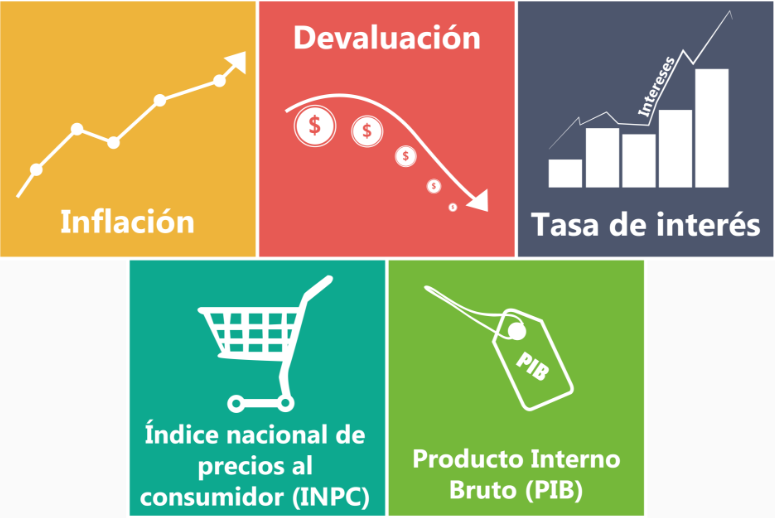 Inflación
Devaluación
$
$
$
$
$
Intereses
Tasa de interés
Índice nacional de
precios al
consumidor (INPC)
PIB
Producto Interno
Bruto (PIB)